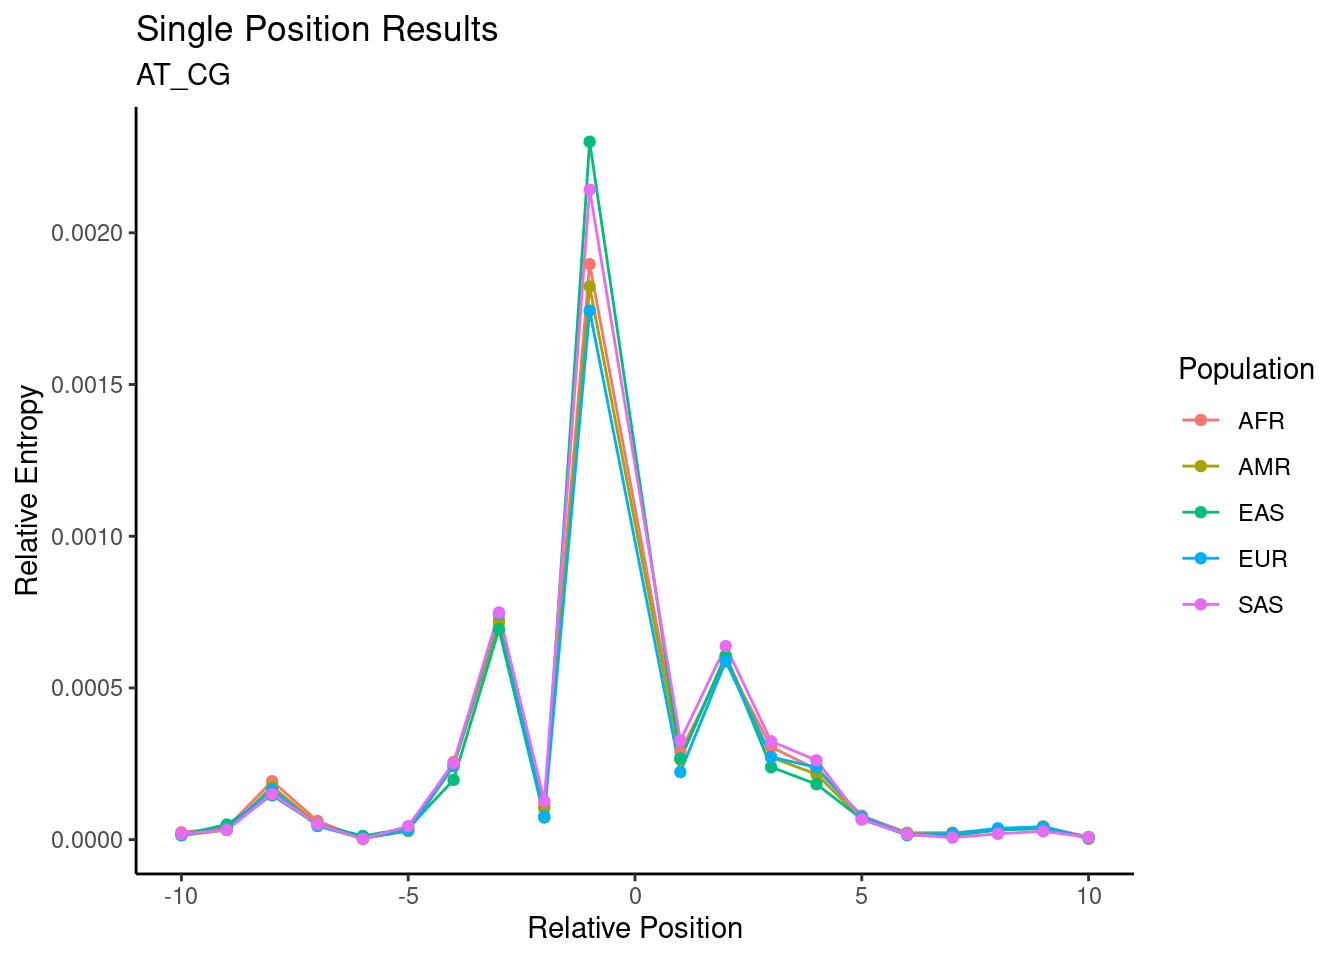 Single Position Results
AT_CG
Relative Entropy
0.0020
0.0015
0.0010
0.0005
0.0000
-10
-5
0
5
10
Relative Position
Population
AFR
AMR
EAS
EUR
SAS